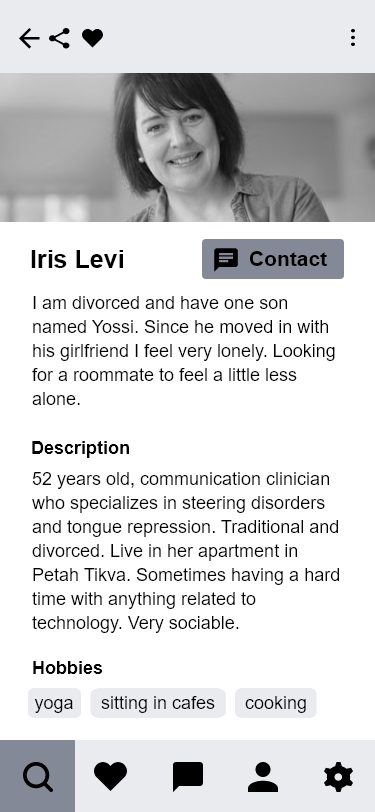 Iris Levi
Contact
I am divorced and have one son
named Yossi. Since he moved in with
his girlfriend I feel very lonely. Looking
for a roommate to feel a little less
alone.
Description
52 years old, communication clinician
who specializes in steering disorders
and tongue repression. Traditional and
divorced. Live in her apartment in
Petah Tikva. Sometimes having a hard
time with anything related to
technology. Very sociable.
Hobbies
yoga sitting in cafes cooking